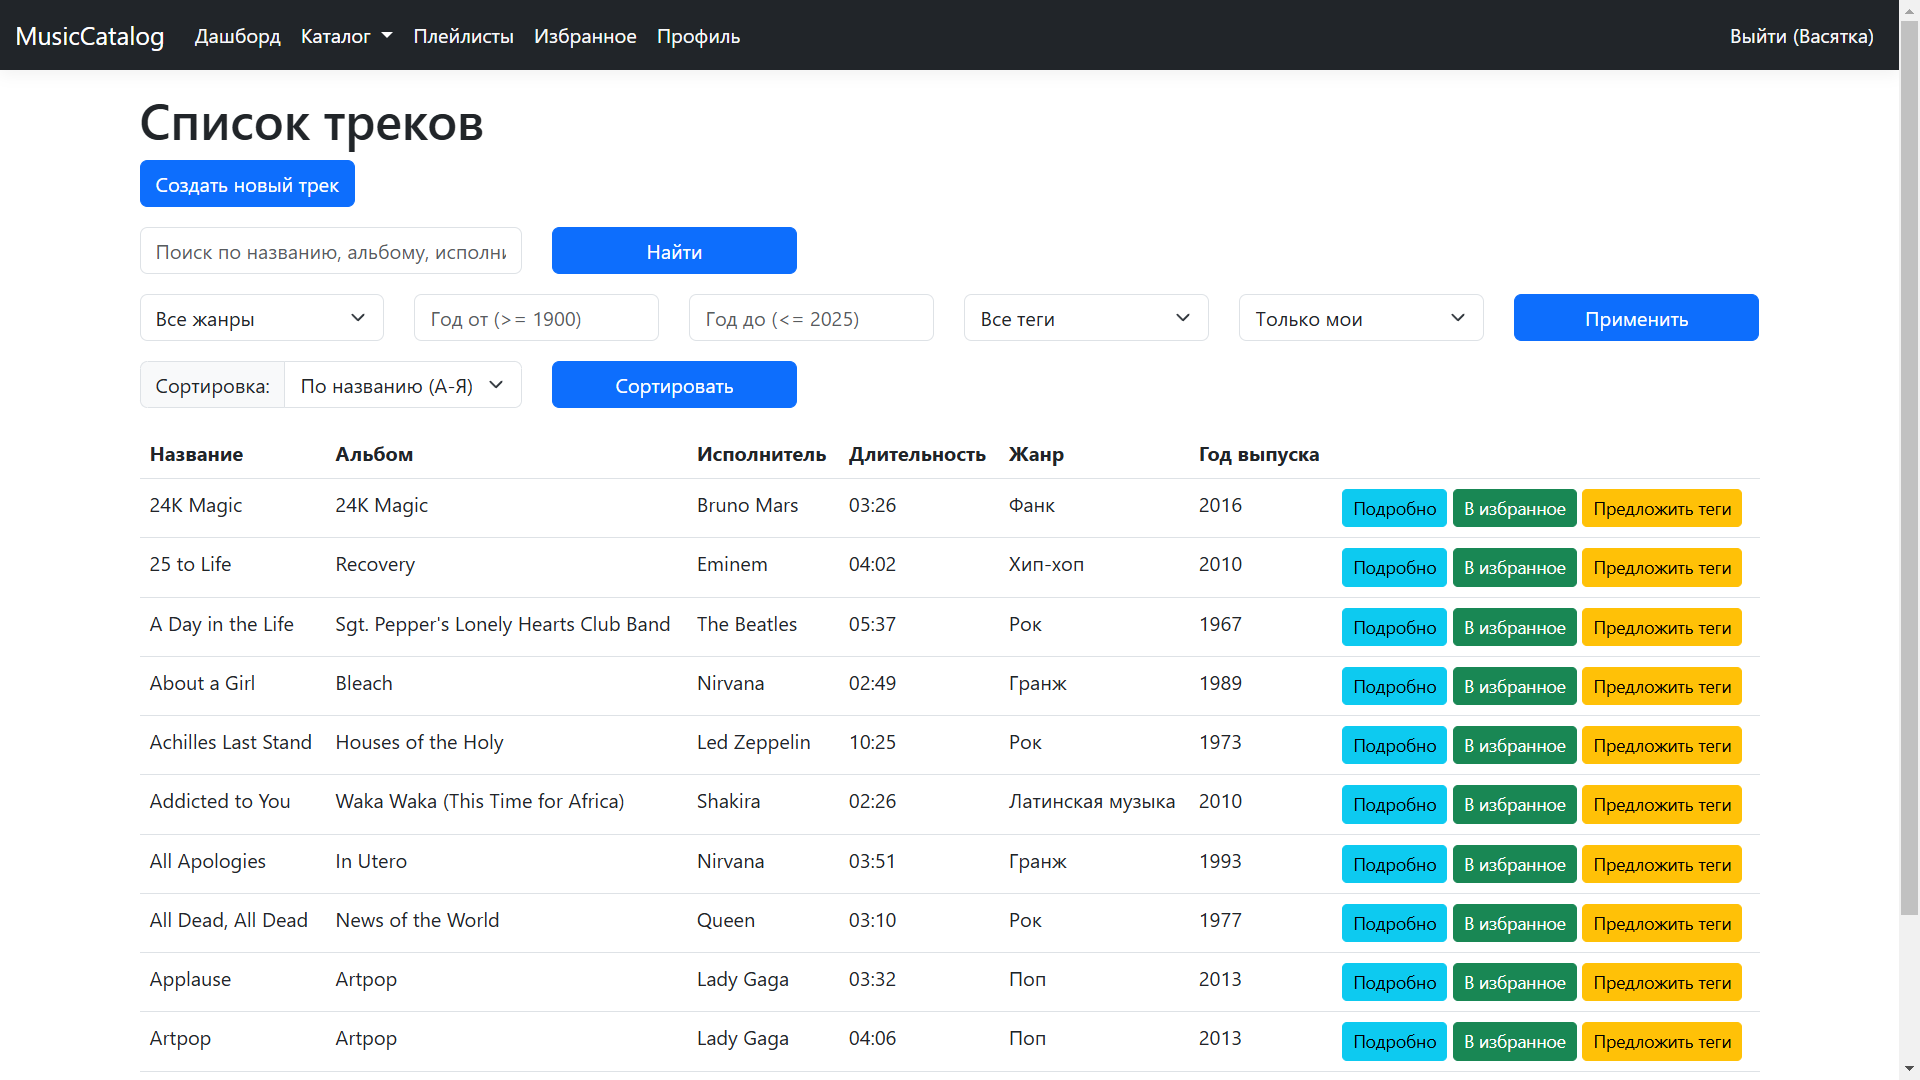 MusicCatalog Дашборд Каталог Плейлисты Избранное Профиль Выйти (Васятка)
Список треков
Создать новый трек
Поиск по названию, альбому, исполни Найти
Все жанры Год от (>= 1900) Год до (<= 2025) Все теги Только мои Применить
Сортировка: По названию (А-Я) Сортировать
Название Альбом Исполнитель Длительность Жанр Год выпуска
24K Magic 24K Magic Bruno Mars 03:26 Фанк 2016 Подробно В избранное Предложить теги
25 to Life Recovery Eminem 04:02 Хип-хоп 2010 Подробно В избранное Предложить теги
A Day in the Life Sgt. Pepper's Lonely Hearts Club Band The Beatles 05:37 Рок 1967 Подробно В избранное Предложить теги
About a Girl Bleach Nirvana 02:49 Гранж 1989 Подробно В избранное Предложить теги
Achilles Last Stand Houses of the Holy Led Zeppelin 10:25 Рок 1973 Подробно В избранное Предложить теги
Addicted to You Waka Waka (This Time for Africa) Shakira 02:26 Латинская музыка 2010 Подробно В избранное Предложить теги
All Apologies In Utero Nirvana 03:51 Гранж 1993 Подробно В избранное Предложить теги
All Dead, All Dead News of the World Queen 03:10 Рок 1977 Подробно В избранное Предложить теги
Applause Artpop Lady Gaga 03:32 Поп 2013 Подробно В избранное Предложить теги
Artpop Artpop Lady Gaga 04:06 Поп 2013 Подробно В избранное Предложить теги